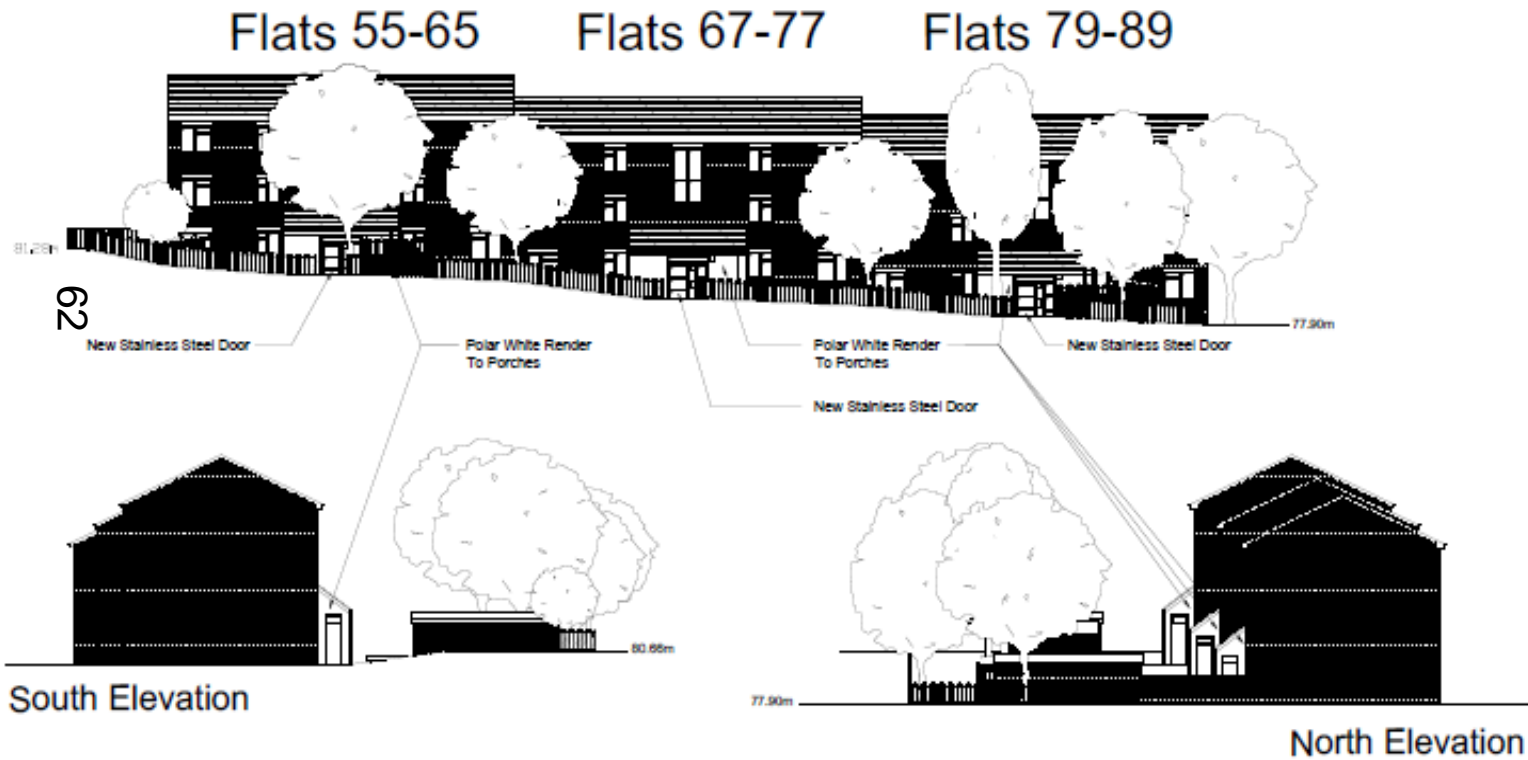 Flats 55-65 Flats 67-77 Flats 79-89
81.28m
62
77.90m
New Stainless Steel Door
Polar White Render
To Porches
Polar White Render
To Porches
New Stainless Steel Door
New Stainless Steel Door
80.66m
South Elevation
77.90m
North Elevation